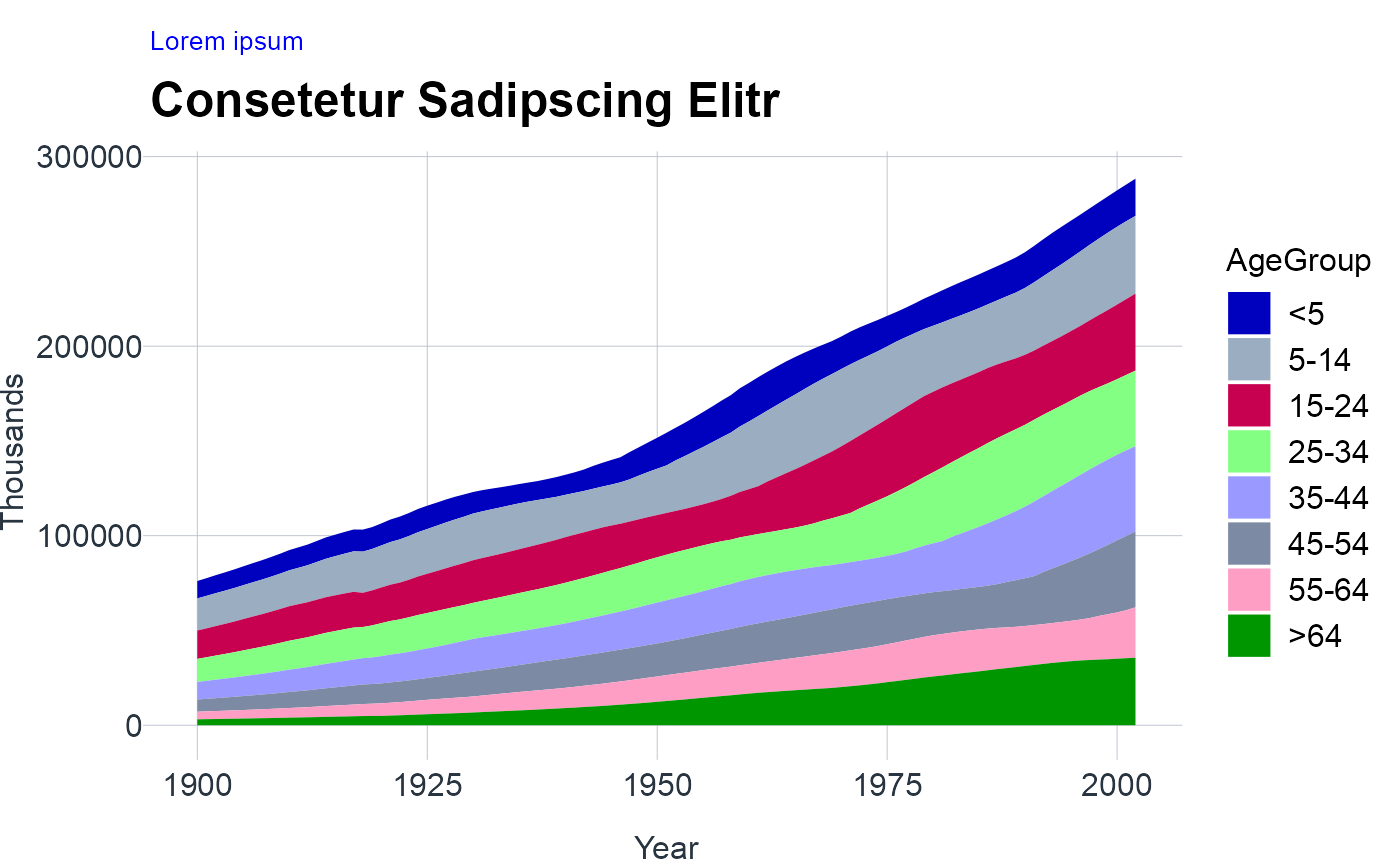 Lorem ipsum
Consetetur Sadipscing Elitr
300000
200000
100000
0
Thousands
1900 1925 1950 1975 2000
Year
AgeGroup
<5
5-14
15-24
25-34
35-44
45-54
55-64
>64